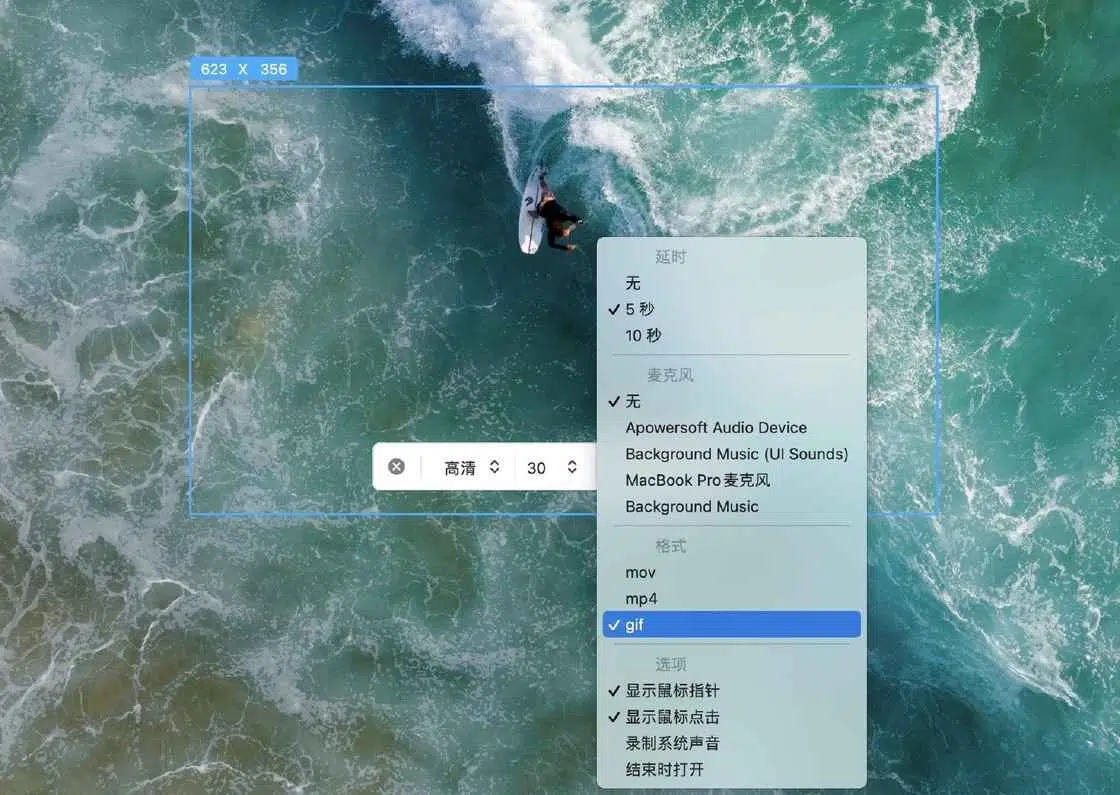 623 X 356
延时
无
✓ 5 秒
10 秒
麦克风
✓ 无
Apowersoft Audio Device
Background Music (UI Sounds)
MacBook Pro麦克风
Background Music
高清 30
格式
mov
mp4
✓ gif
选项
✓ 显示鼠标指针
✓ 显示鼠标点击
录制系统声音
结束时打开